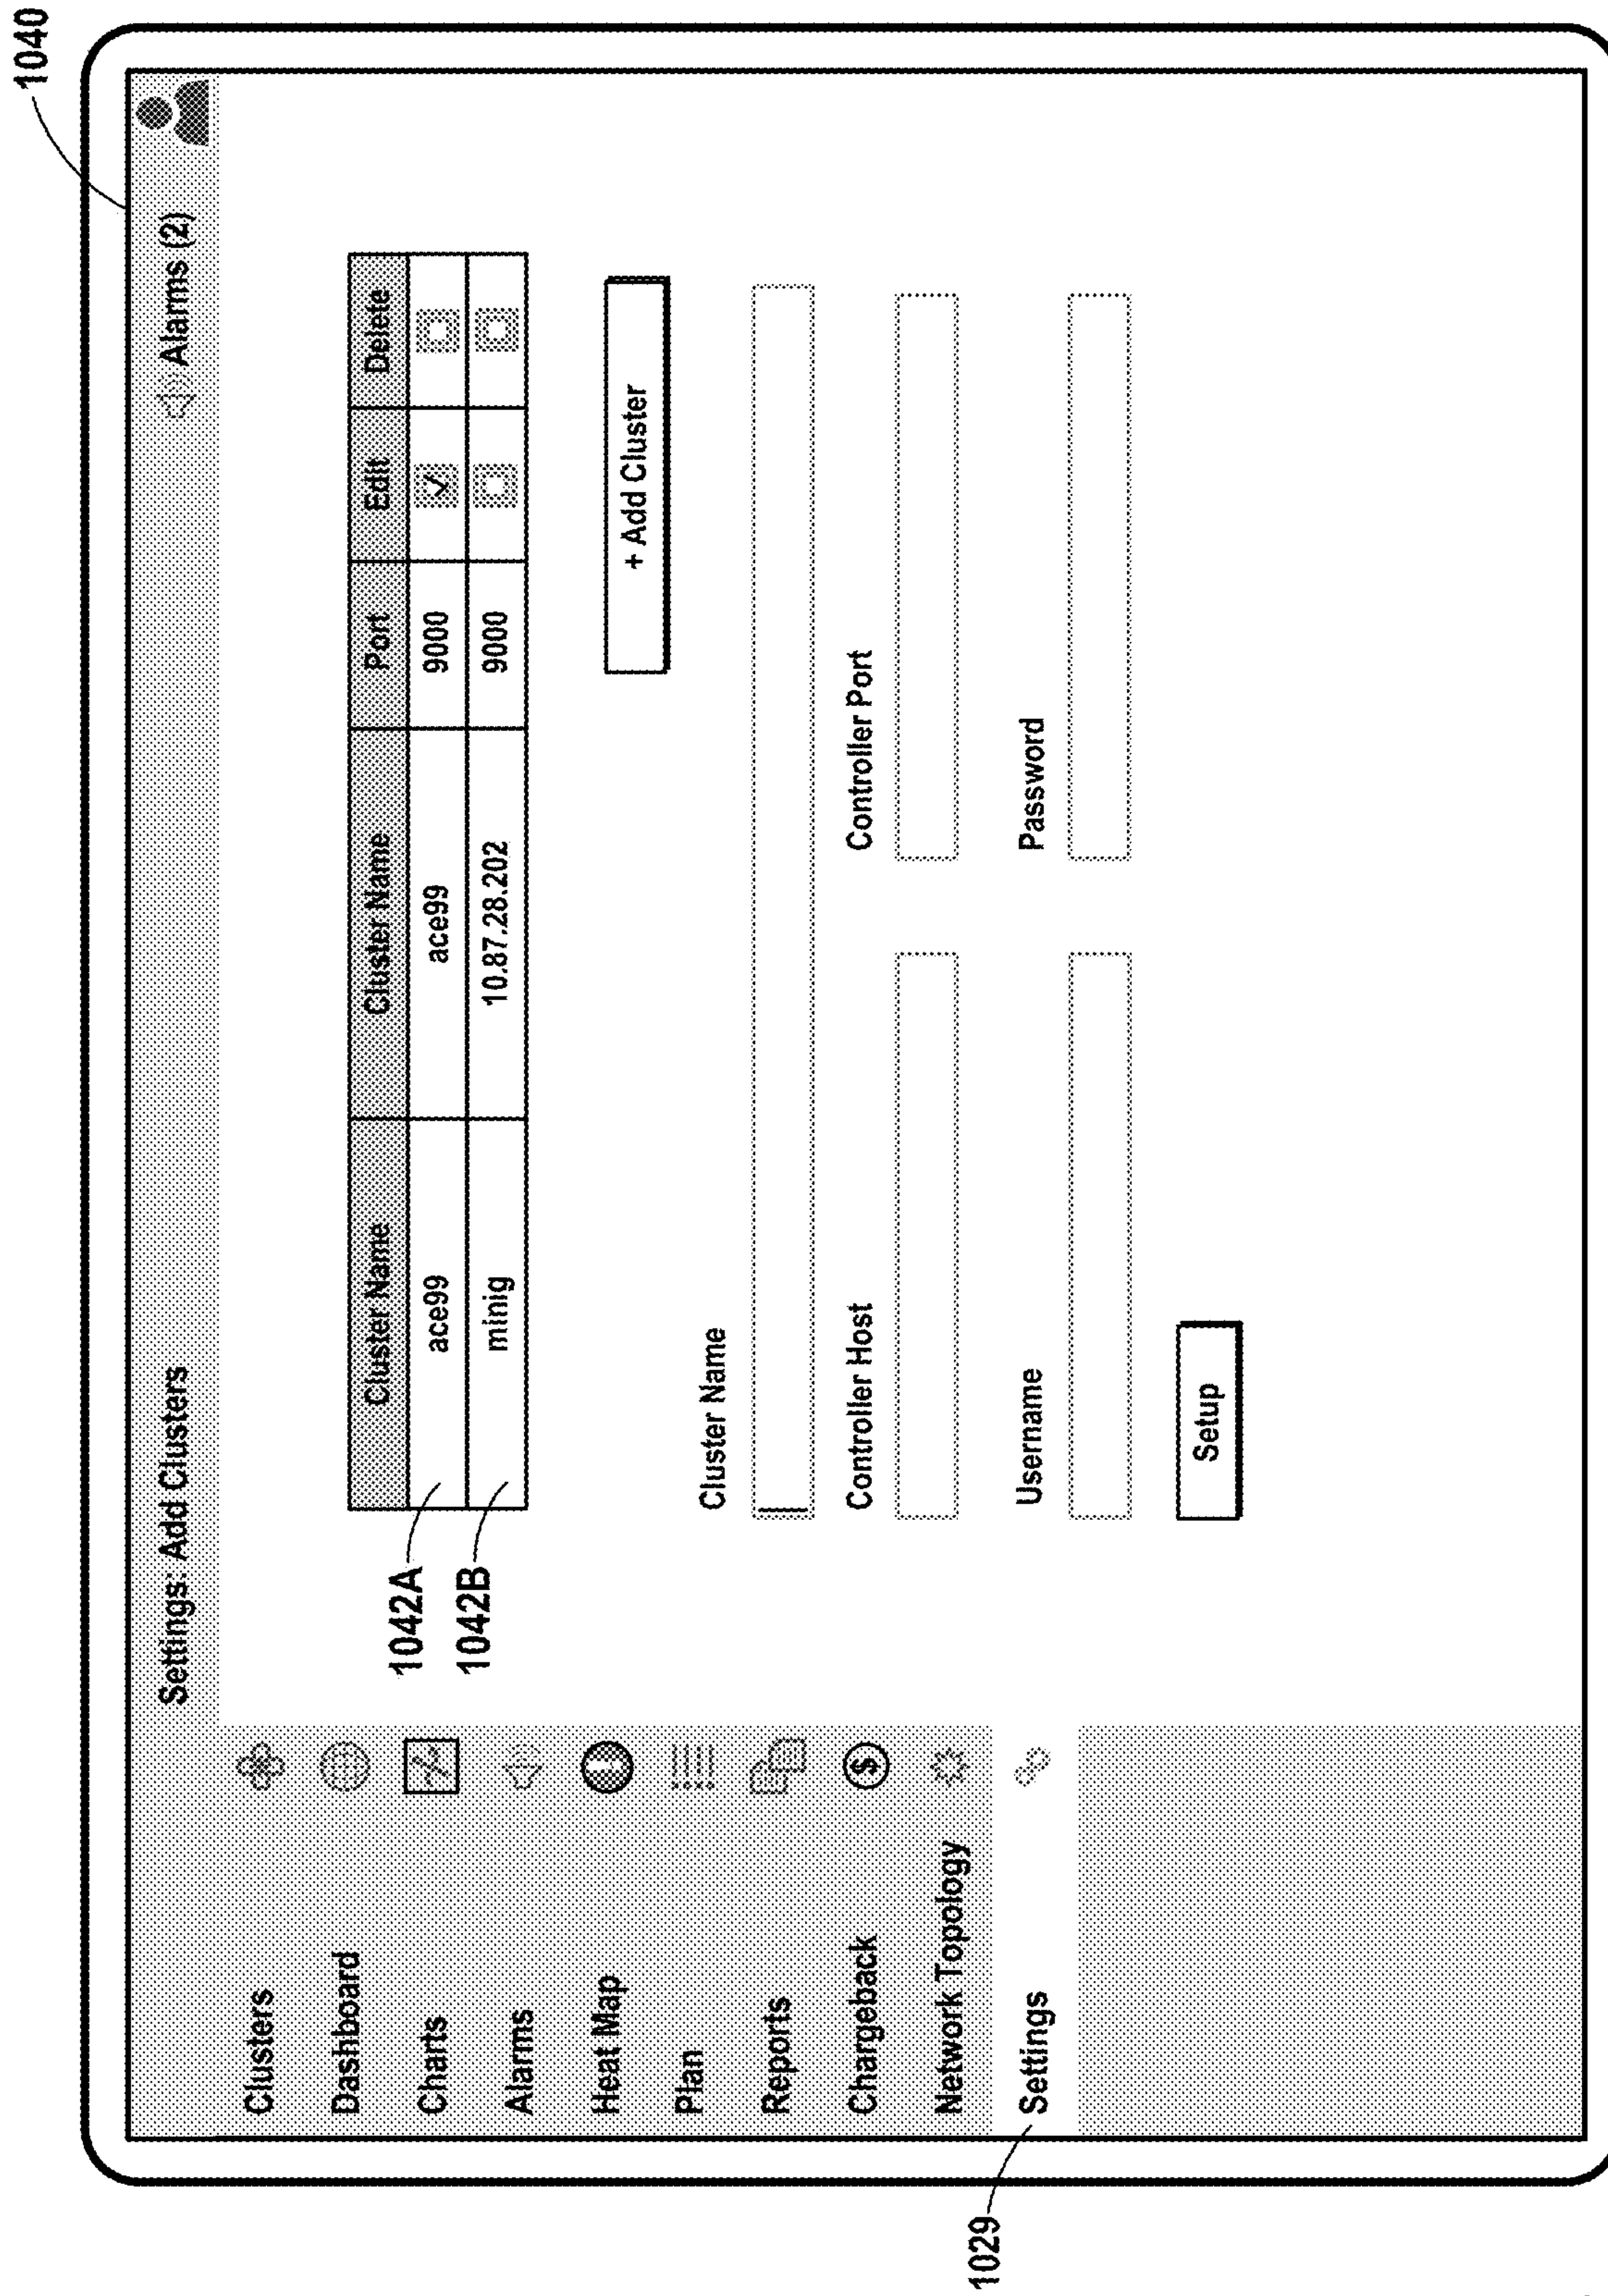 1040
Settings: Add Clusters Alarms (2)
Clusters
Dashboard
Charts
Alarms
Heat Map
Plan
Reports
Chargeback
$
Network Topology
Settings
1029
Cluster Name Cluster Name Port Edit Delete
1042A ace99 ace99 9000
1042B minig 10.87.28.202 9000
+ Add Cluster
Cluster Name
Controller Host Controller Port
Username Password
Setup